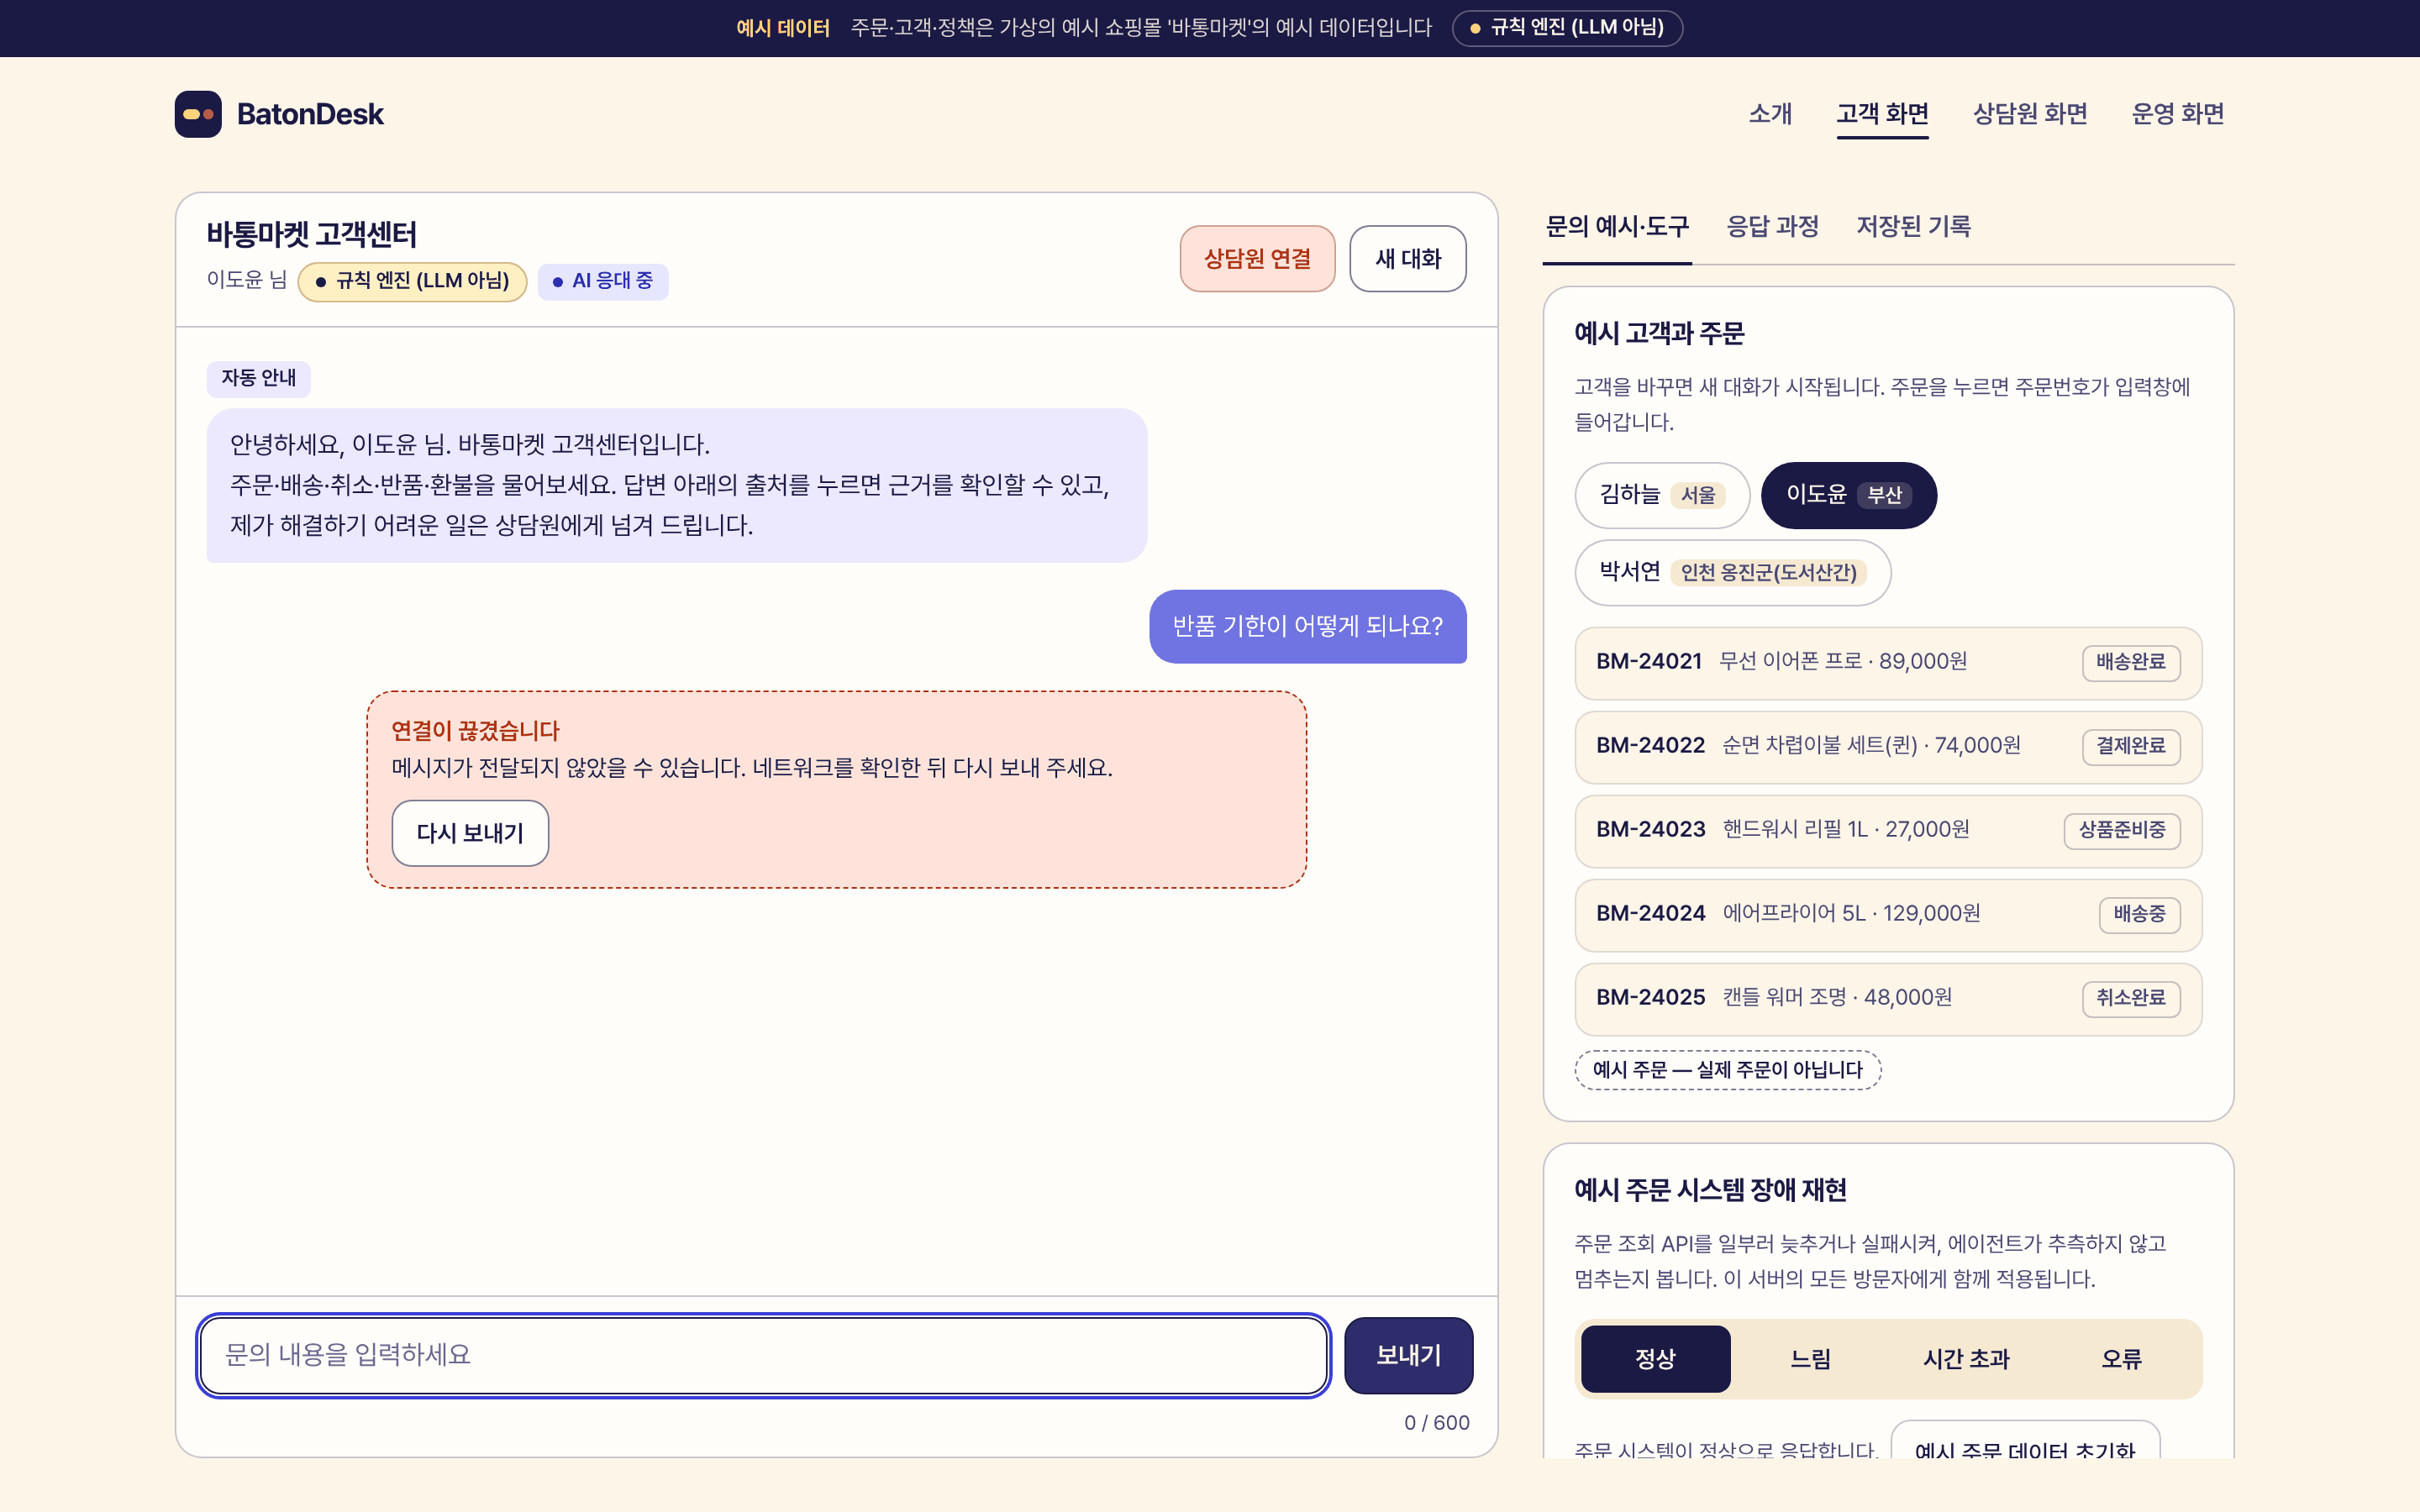 예시 데이터 주문·고객·정책은 가상의 예시 쇼핑몰 '바통마켓'의 예시 데이터입니다 규칙 엔진 (LLM 아님)
BatonDesk
소개 고객 화면 상담원 화면 운영 화면
바통마켓 고객센터
이도윤 님 규칙 엔진 (LLM 아님) AI 응대 중
상담원 연결 새 대화
자동 안내
안녕하세요, 이도윤 님. 바통마켓 고객센터입니다.
주문·배송·취소·반품·환불을 물어보세요. 답변 아래의 출처를 누르면 근거를 확인할 수 있고,
제가 해결하기 어려운 일은 상담원에게 넘겨 드립니다.
반품 기한이 어떻게 되나요?
연결이 끊겼습니다
메시지가 전달되지 않았을 수 있습니다. 네트워크를 확인한 뒤 다시 보내 주세요.
다시 보내기
문의 내용을 입력하세요
보내기
0 / 600
문의 예시·도구 응답 과정 저장된 기록
예시 고객과 주문
고객을 바꾸면 새 대화가 시작됩니다. 주문을 누르면 주문번호가 입력창에
들어갑니다.
김하늘 서울 이도윤 부산
박서연 인천 옹진군(도서산간)
BM-24021 무선 이어폰 프로 · 89,000원 배송완료
BM-24022 순면 차렵이불 세트(퀸) · 74,000원 결제완료
BM-24023 핸드워시 리필 1L · 27,000원 상품준비중
BM-24024 에어프라이어 5L · 129,000원 배송중
BM-24025 캔들 워머 조명 · 48,000원 취소완료
예시 주문 — 실제 주문이 아닙니다
예시 주문 시스템 장애 재현
주문 조회 API를 일부러 늦추거나 실패시켜, 에이전트가 추측하지 않고
멈추는지 봅니다. 이 서버의 모든 방문자에게 함께 적용됩니다.
정상 느림 시간 초과 오류
주문 시스템이 정상으로 응답합니다. 예시 주문 데이터 초기화